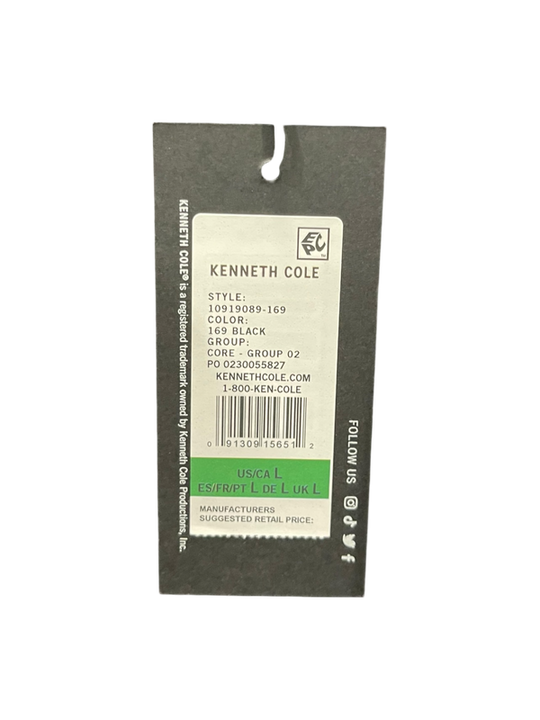 EPC
KENNETH COLE
STYLE:
10919089-169
COLOR:
169 BLACK
GROUP:
CORE - GROUP 02
PO 0230055827
KENNETHCOLE.COM
1-800-KEN-COLE
0 91309 15651 2
US/CA L
ES/FR/PT L DE L UK L
MANUFACTURERS
SUGGESTED RETAIL PRICE:
KENNETH COLE® is a registered trademark owned by Kenneth Cole Productions, Inc.
FOLLOW US